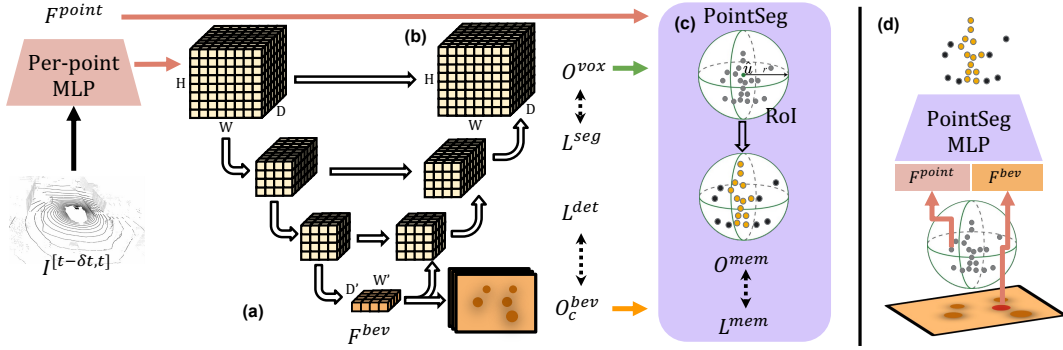 F^{point}
Per-point
MLP
I^{[t-δt,t]}
H
W
D
(b)
H
W
D
(a)
D'
W'
F^{bev}
O^{vox}
L^{seg}
L^{det}
O_c^{bev}
(c)
PointSeg
u
r
RoI
O^{mem}
L^{mem}
(d)
PointSeg
MLP
F^{point}
F^{bev}